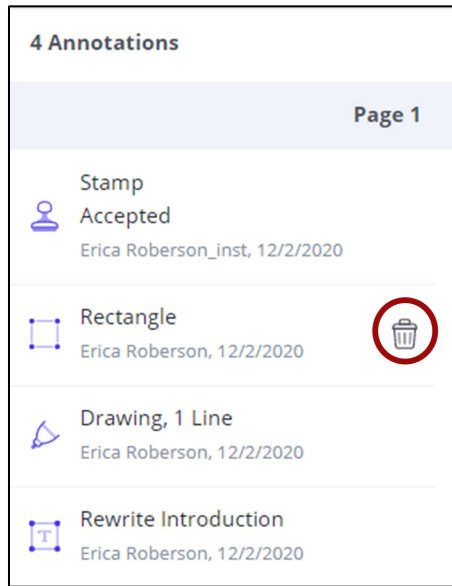 4 Annotations
Page 1
Stamp
Accepted
Erica Roberson_inst, 12/2/2020
Rectangle
Erica Roberson, 12/2/2020
Drawing, 1 Line
Erica Roberson, 12/2/2020
T
Rewrite Introduction
Erica Roberson, 12/2/2020